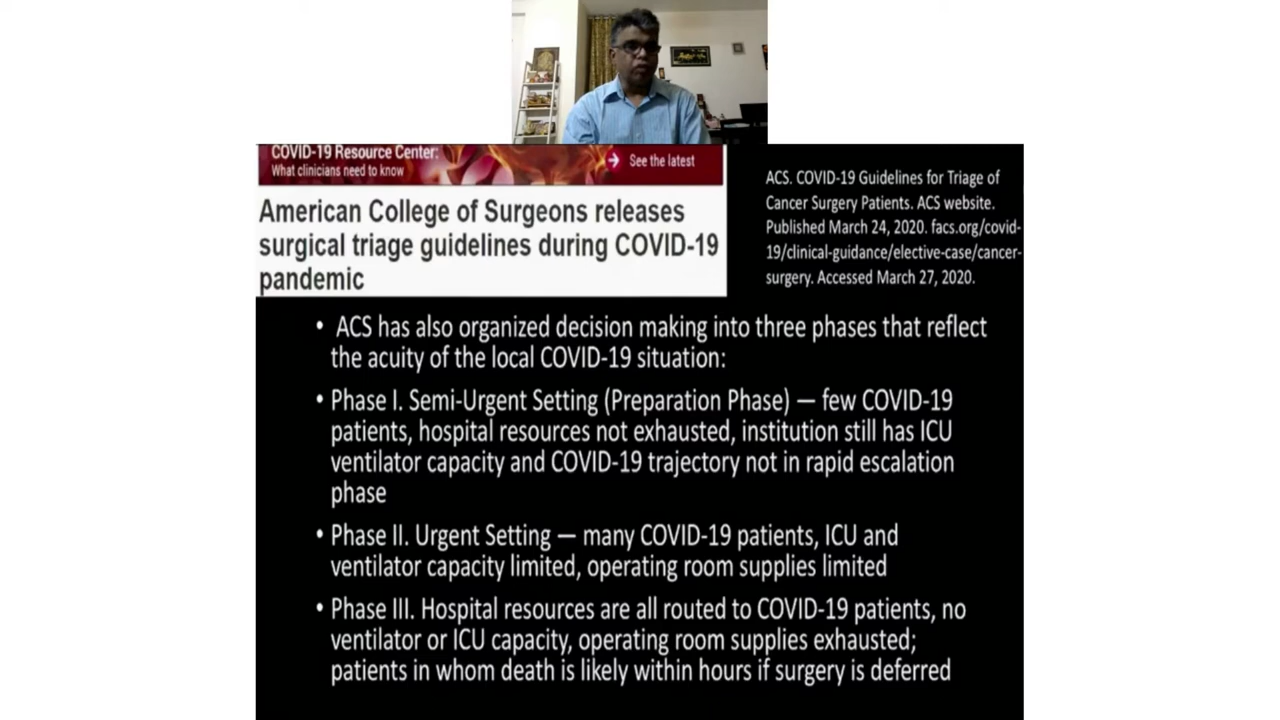 COVID-19 Resource Center:
What clinicians need to know
See the latest
American College of Surgeons releases
surgical triage guidelines during COVID-19
pandemic
ACS. COVID-19 Guidelines for Triage of
Cancer Surgery Patients. ACS website.
Published March 24, 2020. facs.org/covid-
19/clinical-guidance/elective-case/cancer-
surgery. Accessed March 27, 2020.
• ACS has also organized decision making into three phases that reflect
the acuity of the local COVID-19 situation:
• Phase I. Semi-Urgent Setting (Preparation Phase) — few COVID-19
patients, hospital resources not exhausted, institution still has ICU
ventilator capacity and COVID-19 trajectory not in rapid escalation
phase
• Phase II. Urgent Setting — many COVID-19 patients, ICU and
ventilator capacity limited, operating room supplies limited
• Phase III. Hospital resources are all routed to COVID-19 patients, no
ventilator or ICU capacity, operating room supplies exhausted;
patients in whom death is likely within hours if surgery is deferred